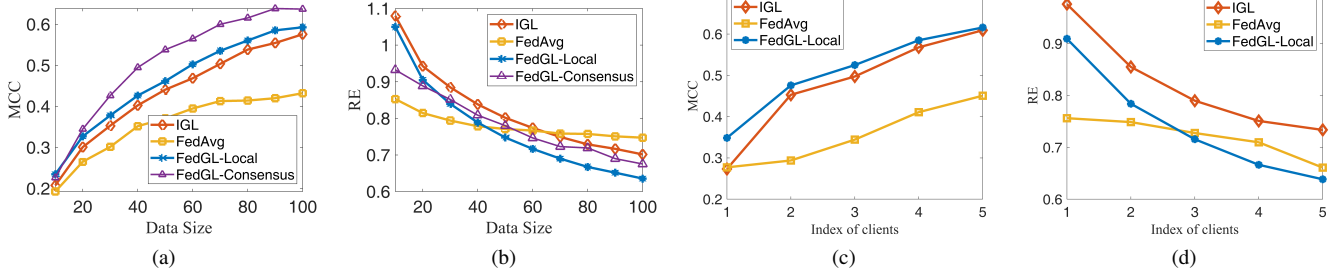 0.6
0.5
0.4
0.3
0.2
MCC
20
40
60
80
100
Data Size
IGL
FedAvg
FedGL-Local
FedGL-Consensus
(a)
1.1
1
0.9
0.8
0.7
0.6
RE
20
40
60
80
100
Data Size
IGL
FedAvg
FedGL-Local
FedGL-Consensus
(b)
IGL
FedAvg
FedGL-Local
0.6
0.5
0.4
0.3
0.2
MCC
1
2
3
4
5
Index of clients
(c)
IGL
FedAvg
FedGL-Local
0.9
0.8
0.7
0.6
RE
1
2
3
4
5
Index of clients
(d)